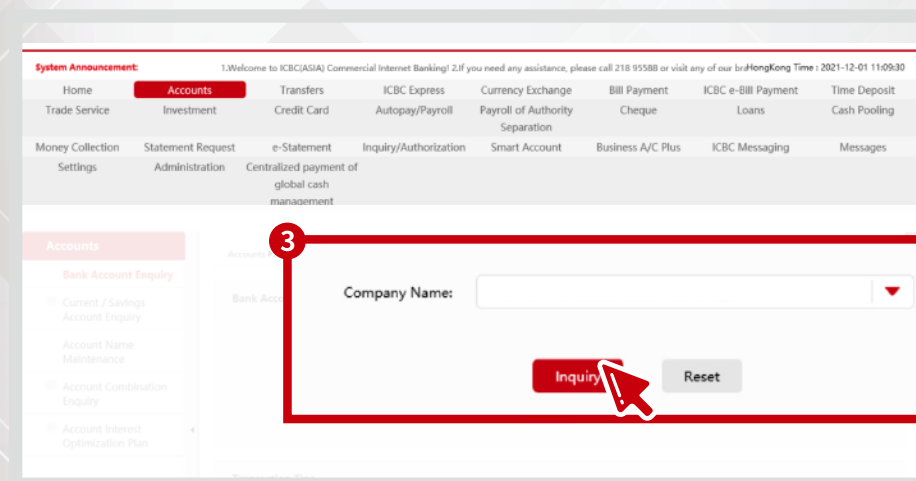 System Announcement: 1.Welcome to ICBC(ASIA) Commercial Internet Banking! 2.If you need any assistance, please call 218 95588 or visit any of our bra HongKong Time : 2021-12-01 11:09:30
Home Accounts Transfers ICBC Express Currency Exchange Bill Payment ICBC e-Bill Payment Time Deposit
Trade Service Investment Credit Card Autopay/Payroll Payroll of Authority Cheque Loans Cash Pooling
Separation
Money Collection Statement Request e-Statement Inquiry/Authorization Smart Account Business A/C Plus ICBC Messaging Messages
Settings Administration Centralized payment of
global cash
management
3
Accounts
Bank Account Enquiry
Current / Savings
Account Enquiry
Account Name
Maintenance
Account Combination
Enquiry
Account Interest
Optimization Plan
Accounts
Bank Acco
Company Name:
Inquiry Reset